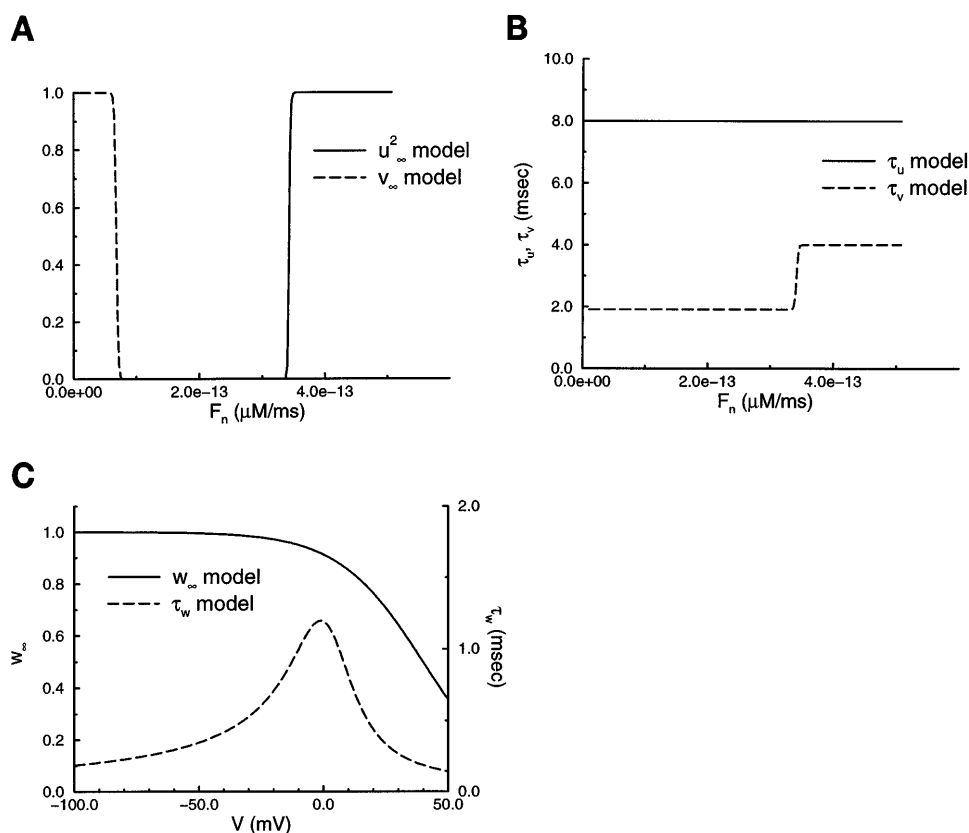 A
1.0
0.8
0.6
0.4
0.2
0.0
0.0e+00 2.0e-13 4.0e-13
Fn (μM/ms)
u²∞ model
v∞ model
B
10.0
8.0
6.0
4.0
2.0
0.0
τu, τv (msec)
0.0e+00 2.0e-13 4.0e-13
Fn (μM/ms)
τu model
τv model
C
1.0
0.8
0.6
0.4
0.2
0.0
w∞
w∞ model
τw model
2.0
1.0
0.0
τw (msec)
−100.0 −50.0 0.0 50.0
V (mV)